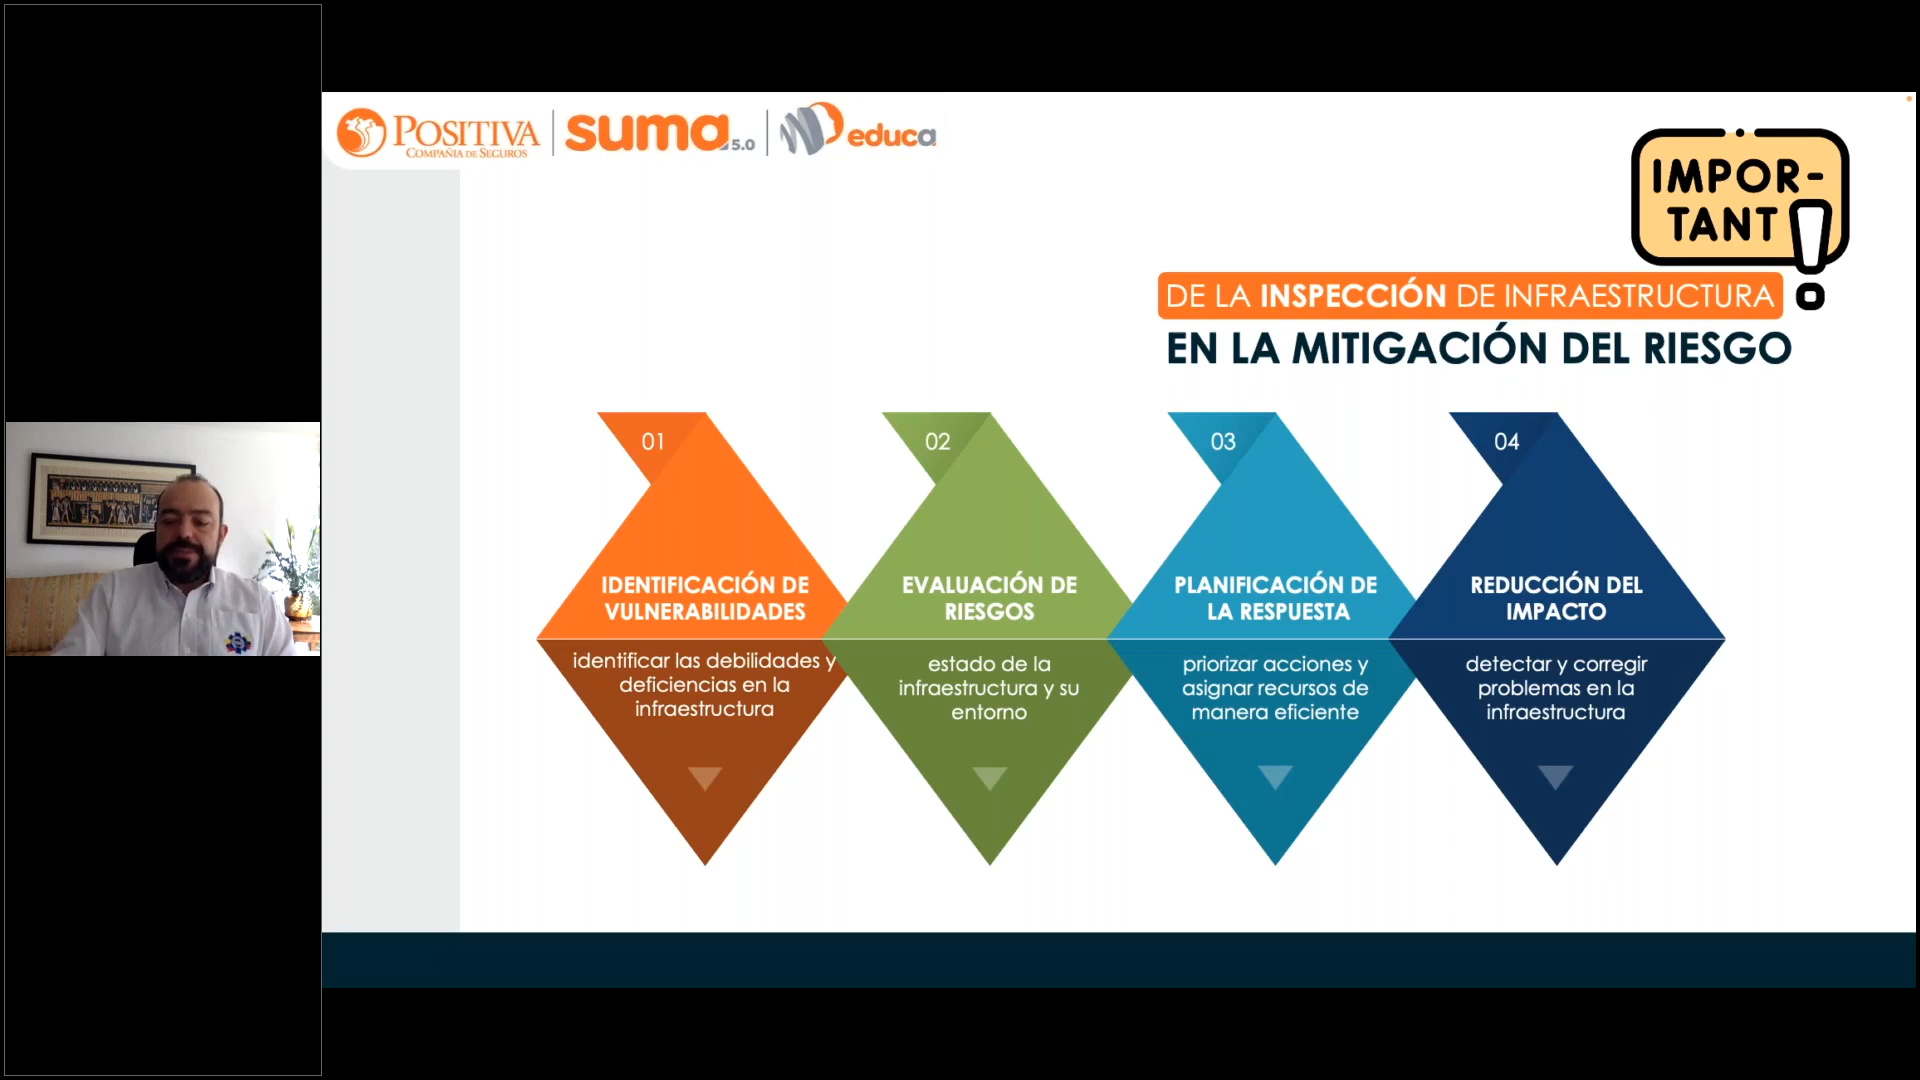 POSITIVA
COMPAÑIA DE SEGUROS
suma 5.0
educa
IMPOR-
TANT!
DE LA INSPECCIÓN DE INFRAESTRUCTURA
EN LA MITIGACIÓN DEL RIESGO
01
IDENTIFICACIÓN DE
VULNERABILIDADES
identificar las debilidades y
deficiencias en la
infraestructura
02
EVALUACIÓN DE
RIESGOS
estado de la
infraestructura y su
entorno
03
PLANIFICACIÓN DE
LA RESPUESTA
priorizar acciones y
asignar recursos de
manera eficiente
04
REDUCCIÓN DEL
IMPACTO
detectar y corregir
problemas en la
infraestructura